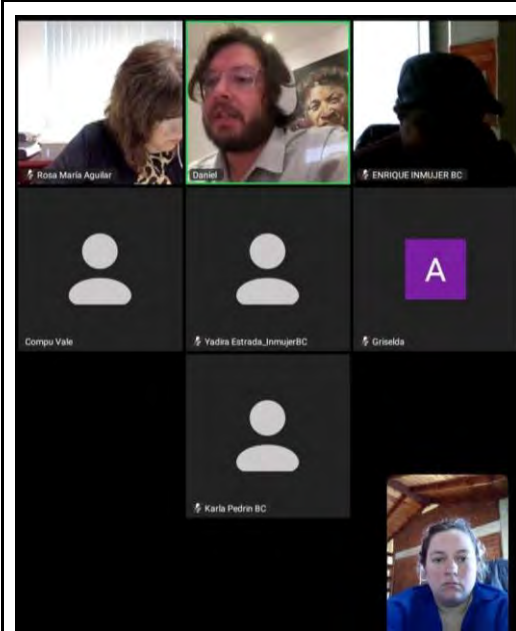 Rosa María Aguilar
Daniel
ENRIQUE INMUJER BC
Compu Vale
Yadira Estrada_InmujerBC
A
Griselda
Karla Pedrin BC